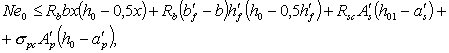 Ne₀ ≤ R_b bx(h₀ - 0,5x) + R_b(b'_f - b)h'_f(h₀ - 0,5h'_f) + R_sc A'_s(h₀₁ - a'_s) +
+ σ_pc A'_p(h₀ - a'_p),